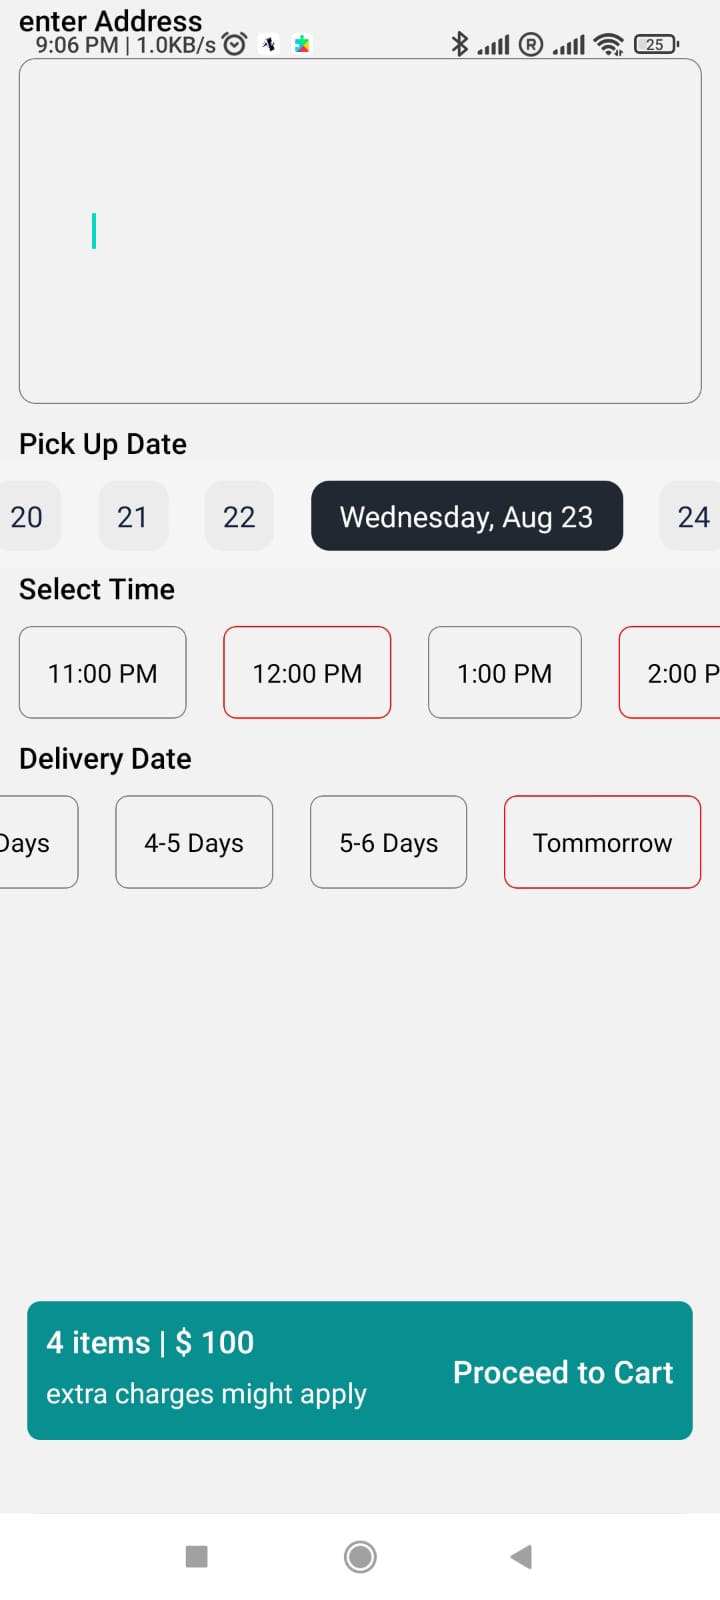 enter Address
9:06 PM | 1.0KB/s R 25
Pick Up Date
20 21 22 Wednesday, Aug 23 24
Select Time
11:00 PM 12:00 PM 1:00 PM 2:00 P
Delivery Date
Days 4-5 Days 5-6 Days Tommorrow
4 items | $ 100
extra charges might apply
Proceed to Cart